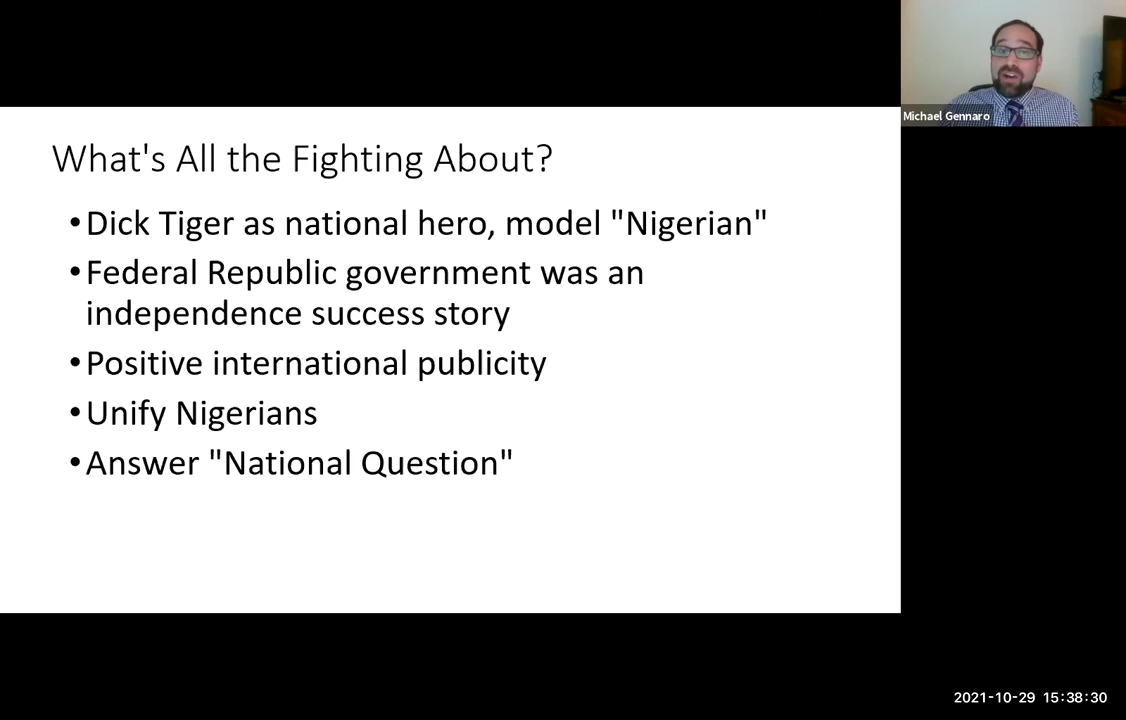 What's All the Fighting About?
•Dick Tiger as national hero, model "Nigerian"
•Federal Republic government was an
independence success story
•Positive international publicity
•Unify Nigerians
•Answer "National Question"
Michael Gennaro
2021-10-29 15:38:30